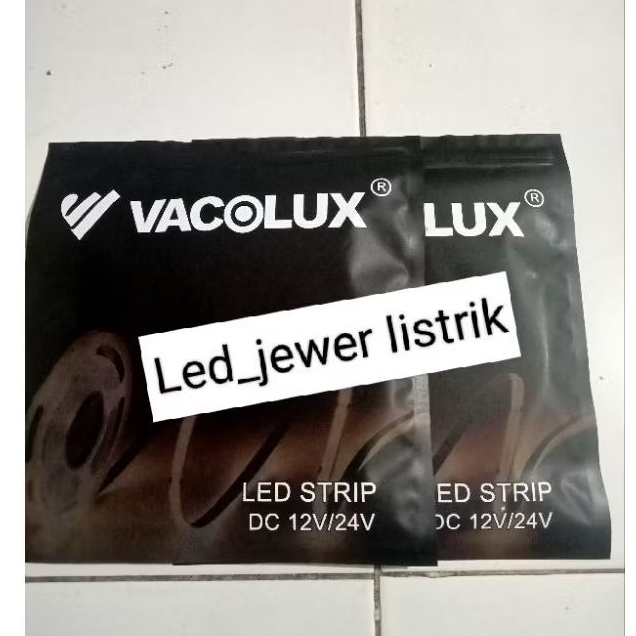 VACOLUX®
LUX®
Led_jewer listrik
LED STRIP
DC 12V/24V
ED STRIP
DC 12V/24V